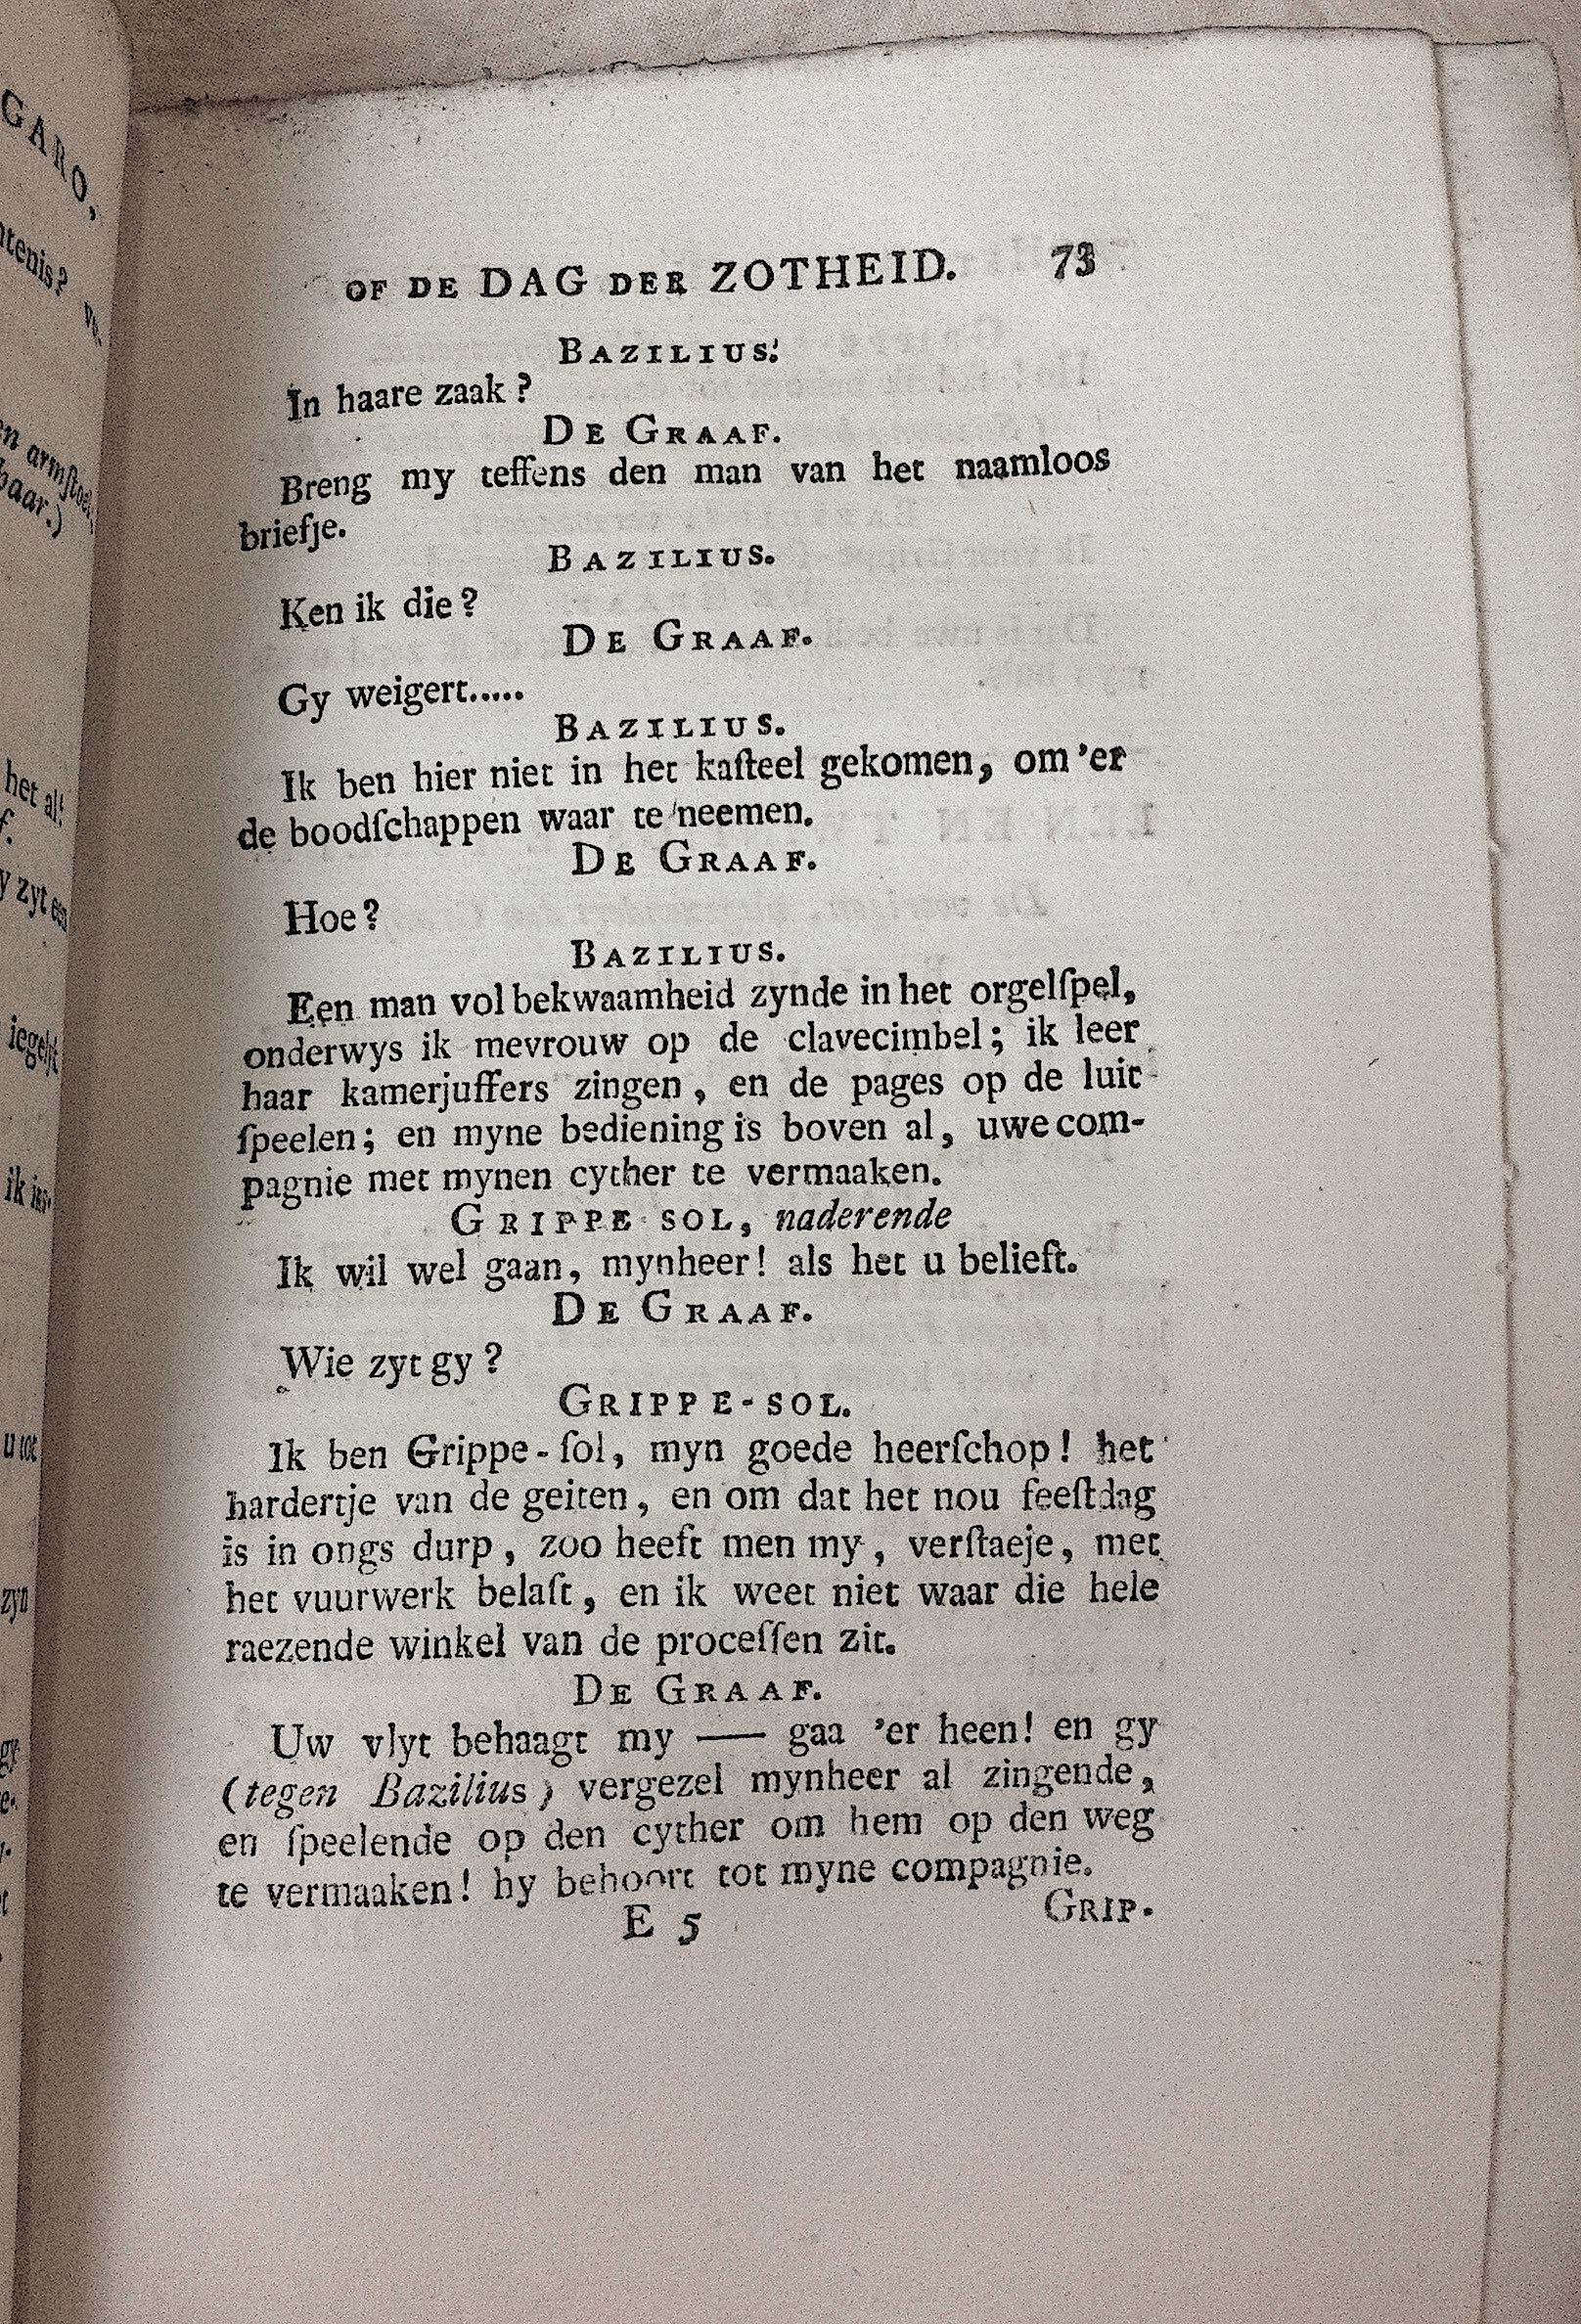 OF DE DAG DER ZOTHEID. 73
BAZILIUS.
In haare zaak?
DE GRAAF.
Breng my teffens den man van het naamloos
briefje.
BAZILIUS.
Ken ik die?
DE GRAAF.
Gy weigert.....
BAZILIUS.
Ik ben hier niet in het kaſteel gekomen, om 'er
de boodſchappen waar te neemen.
DE GRAAF.
Hoe?
BAZILIUS.
Een man vol bekwaamheid zynde in het orgelſpel,
onderwys ik mevrouw op de clavecimbel; ik leer
haar kamerjuffers zingen, en de pages op de luit
ſpeelen; en myne bediening is boven al, uwe com-
pagnie met mynen cyther te vermaaken.
GRIPPE-SOL, naderende
Ik wil wel gaan, mynheer! als het u belieft.
DE GRAAF.
Wie zyt gy?
GRIPPE-SOL.
Ik ben Grippe-ſol, myn goede heerſchop! het
hardertje van de geiten, en om dat het nou feeſtdag
is in ongs durp, zoo heeft men my, verſtaeje, met
het vuurwerk belaſt, en ik weet niet waar die hele
raezende winkel van de proceſſen zit.
DE GRAAF.
Uw vlyt behaagt my — gaa 'er heen! en gy
(tegen Bazilius) vergezel mynheer al zingende,
en ſpeelende op den cyther om hem op den weg
te vermaaken! hy behoort tot myne compagnie.
E 5 GRIP-